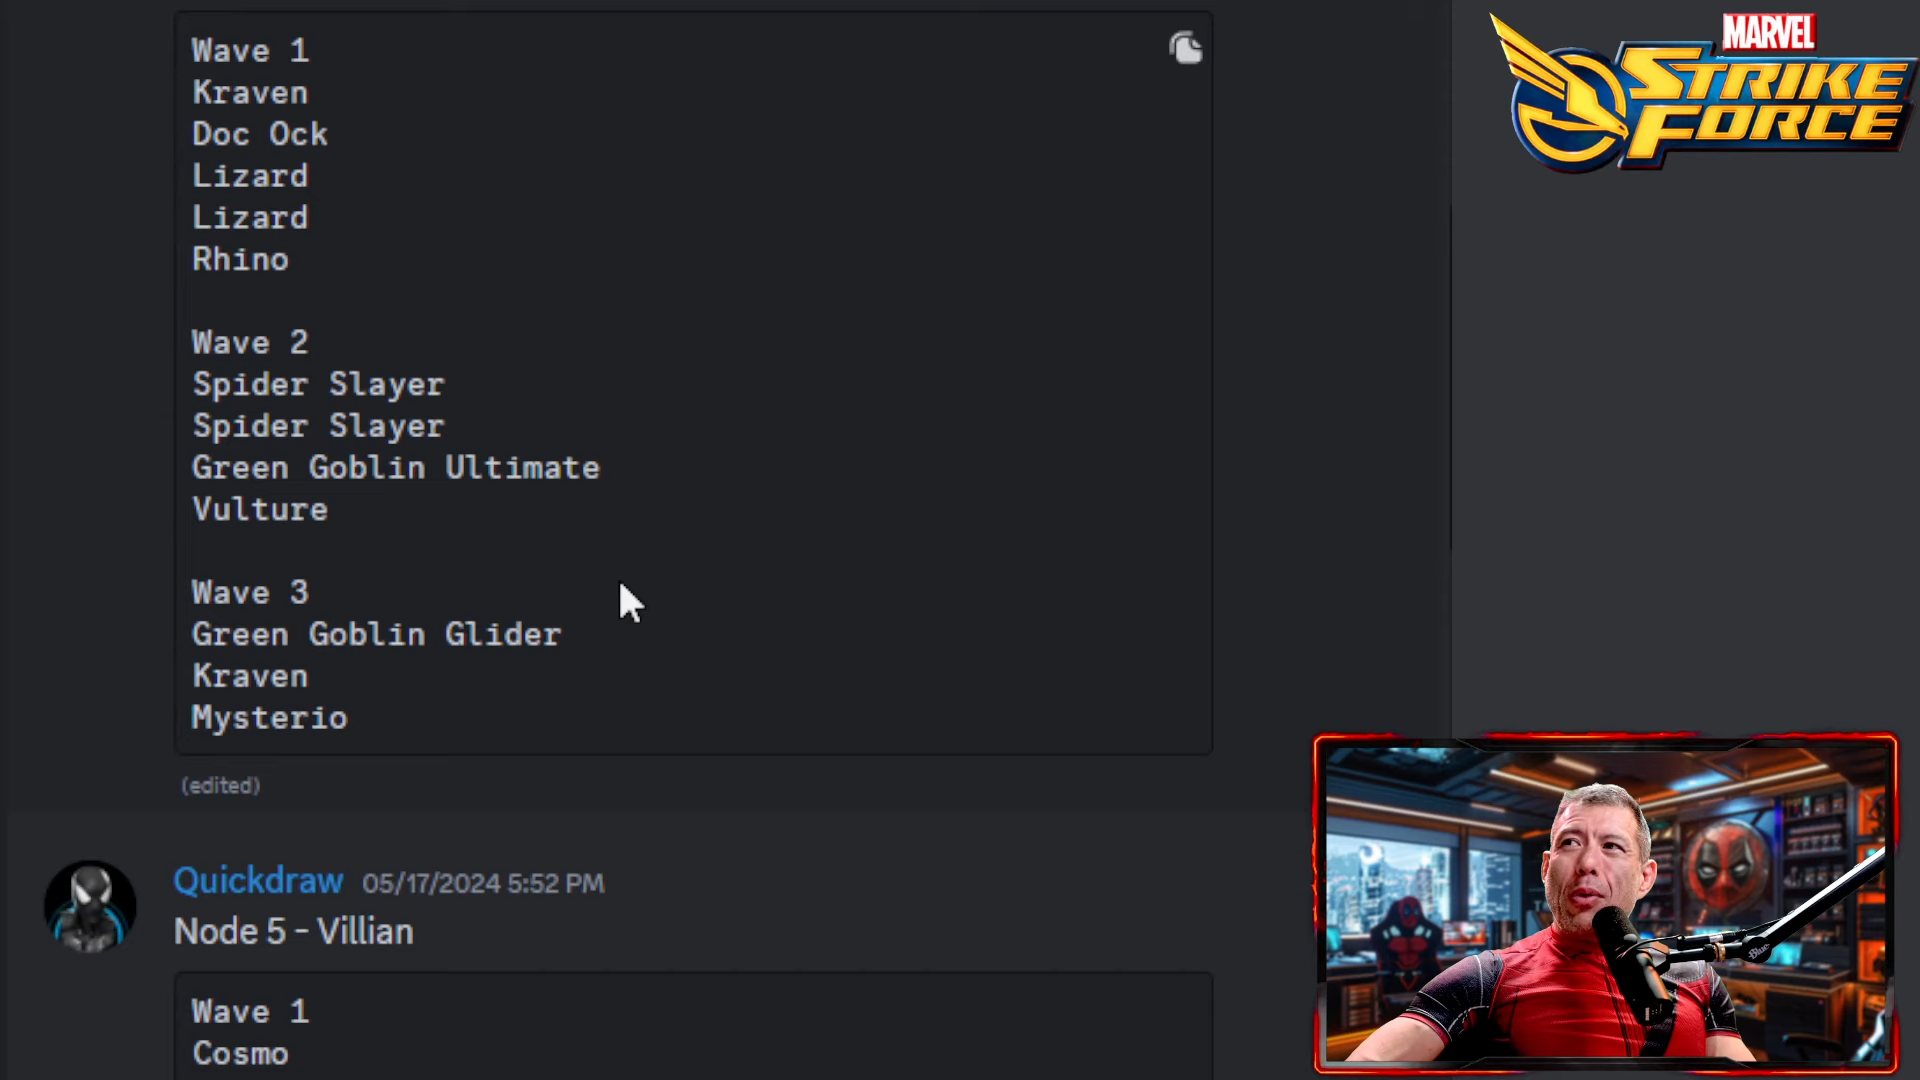 Wave 1
Kraven
Doc Ock
Lizard
Lizard
Rhino
Wave 2
Spider Slayer
Spider Slayer
Green Goblin Ultimate
Vulture
Wave 3
Green Goblin Glider
Kraven
Mysterio
(edited)
Quickdraw 05/17/2024 5:52 PM
Node 5 - Villian
Wave 1
Cosmo
MARVEL
STRIKE
FORCE
Blue